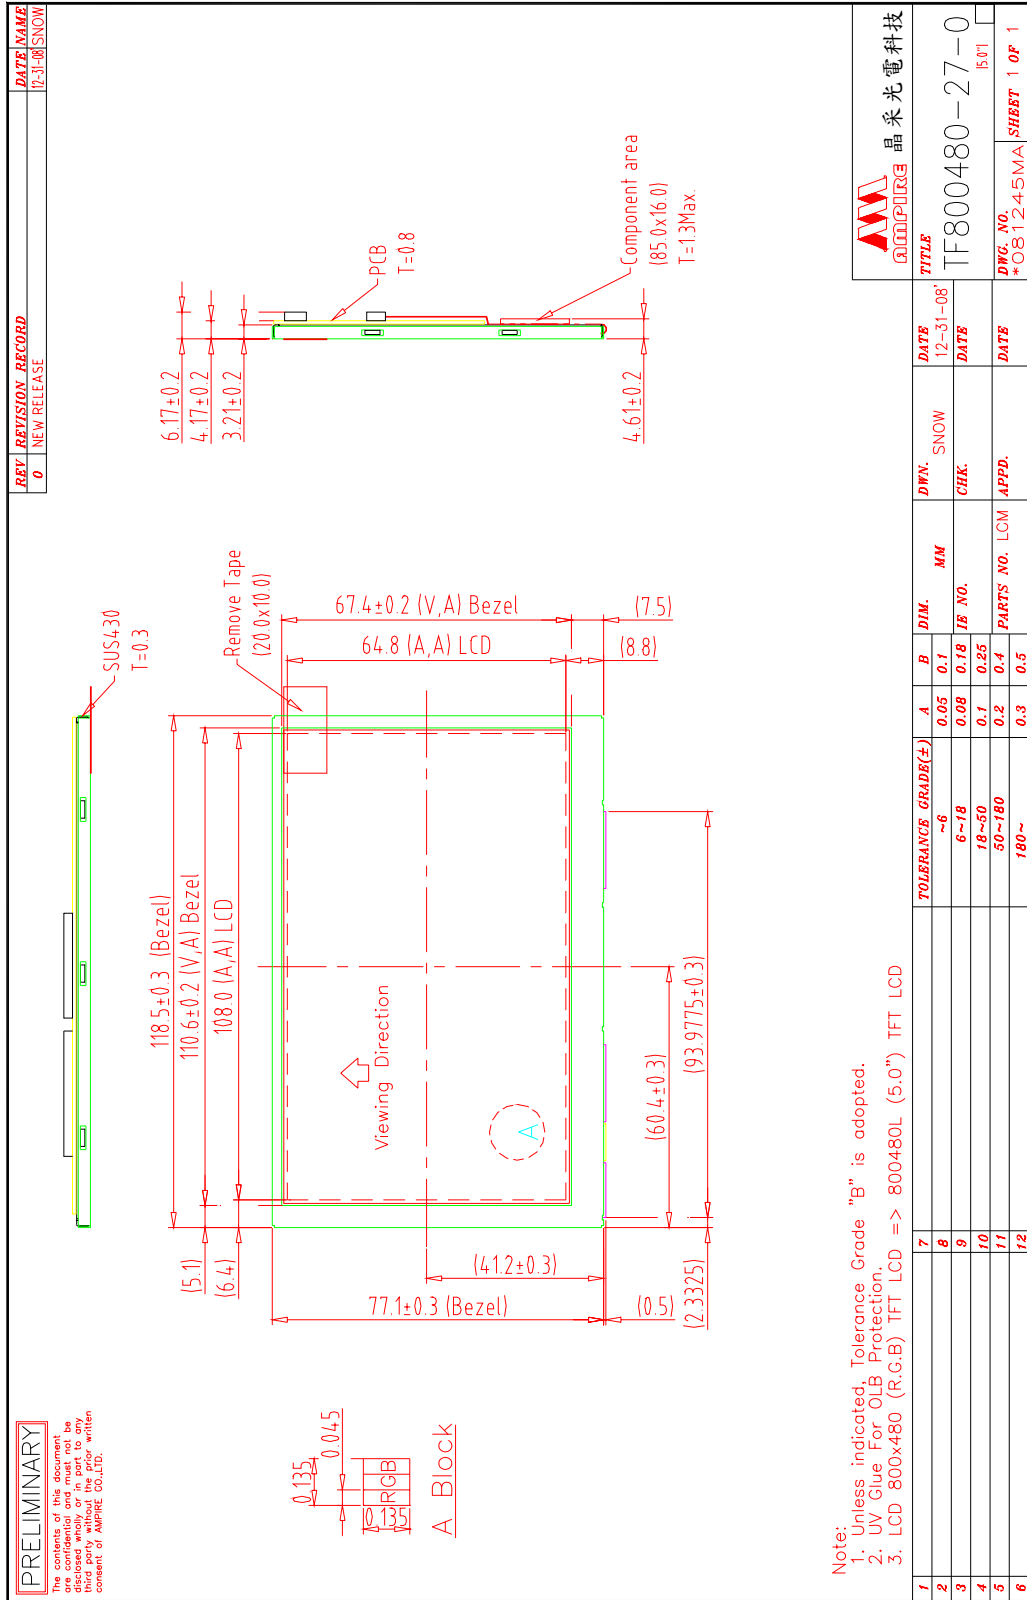 PRELIMINARY
The contents of this document
are confidential and must not be
disclosed wholly or in part to any
third party without the prior written
consent of AMPIRE CO.,LTD.
REV REVISION RECORD DATE NAME
0 NEW RELEASE 12-31-08' SNOW
SUS430
T=0.3
118.5±0.3 (Bezel)
110.6±0.2 (V,A) Bezel
108.0 (A,A) LCD
(5.1)
(6.4)
Remove Tape
(20.0x10.0)
67.4±0.2 (V,A) Bezel
64.8 (A,A) LCD
(7.5)
(8.8)
Viewing Direction
A
(41.2±0.3)
77.1±0.3 (Bezel)
(0.5)
(2.3325)
(60.4±0.3)
(93.9775±0.3)
6.17±0.2
4.17±0.2
3.21±0.2
4.61±0.2
PCB
T=0.8
Component area
(85.0x16.0)
T=1.3Max.
0.135
0.045
RGB
0.135
A Block
Note:
1. Unless indicated, Tolerance Grade "B" is adopted.
2. UV Glue For OLB Protection.
3. LCD 800x480 (R.G.B) TFT LCD => 800480L (5.0") TFT LCD
AMPIRE 晶采光電科技
1 7 TOLERANCE GRADE(±) A B
2 8 ~6 0.05 0.1
3 9 6~18 0.08 0.18
4 10 18~50 0.1 0.25
5 11 50~180 0.2 0.4
6 12 180~ 0.3 0.5
DIM. MM
IE NO.
PARTS NO. LCM
DWN. SNOW
CHK.
APPD.
DATE 12-31-08'
DATE
DATE
TITLE
TF800480-27-0
(5.0")
DWG. NO.
*081245MA
SHEET 1 OF 1